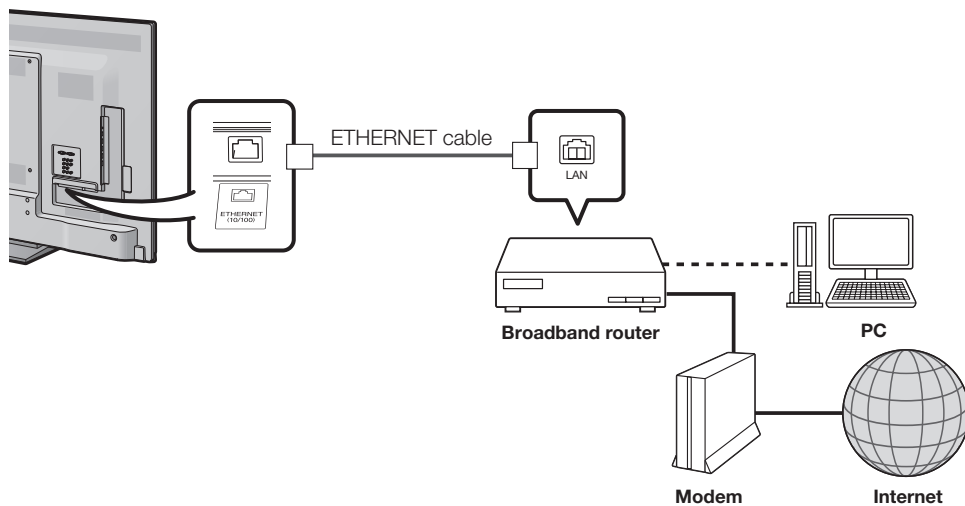 ETHERNET cable
LAN
ETHERNET
(10/100)
Broadband router
PC
Modem
Internet